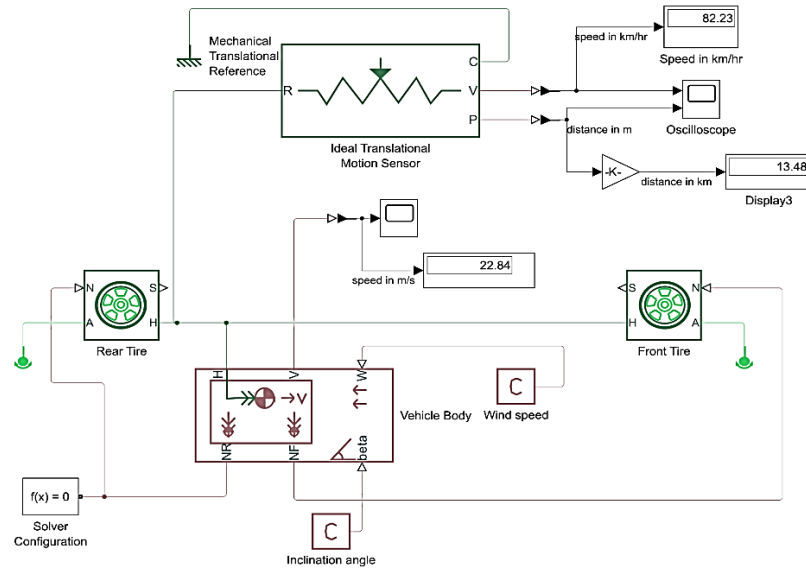 82.23
speed in km/hr
Speed in km/hr
Mechanical
Translational
Reference
C
R
V
P
Ideal Translational
Motion Sensor
Oscilloscope
distance in m
-K-
distance in km
13.48
Display3
speed in m/s
22.84
N
S
A
H
Rear Tire
S
N
H
A
Front Tire
H
V
W
V
NR
NF
beta
Vehicle Body
C
Wind speed
f(x) = 0
Solver
Configuration
C
Inclination angle